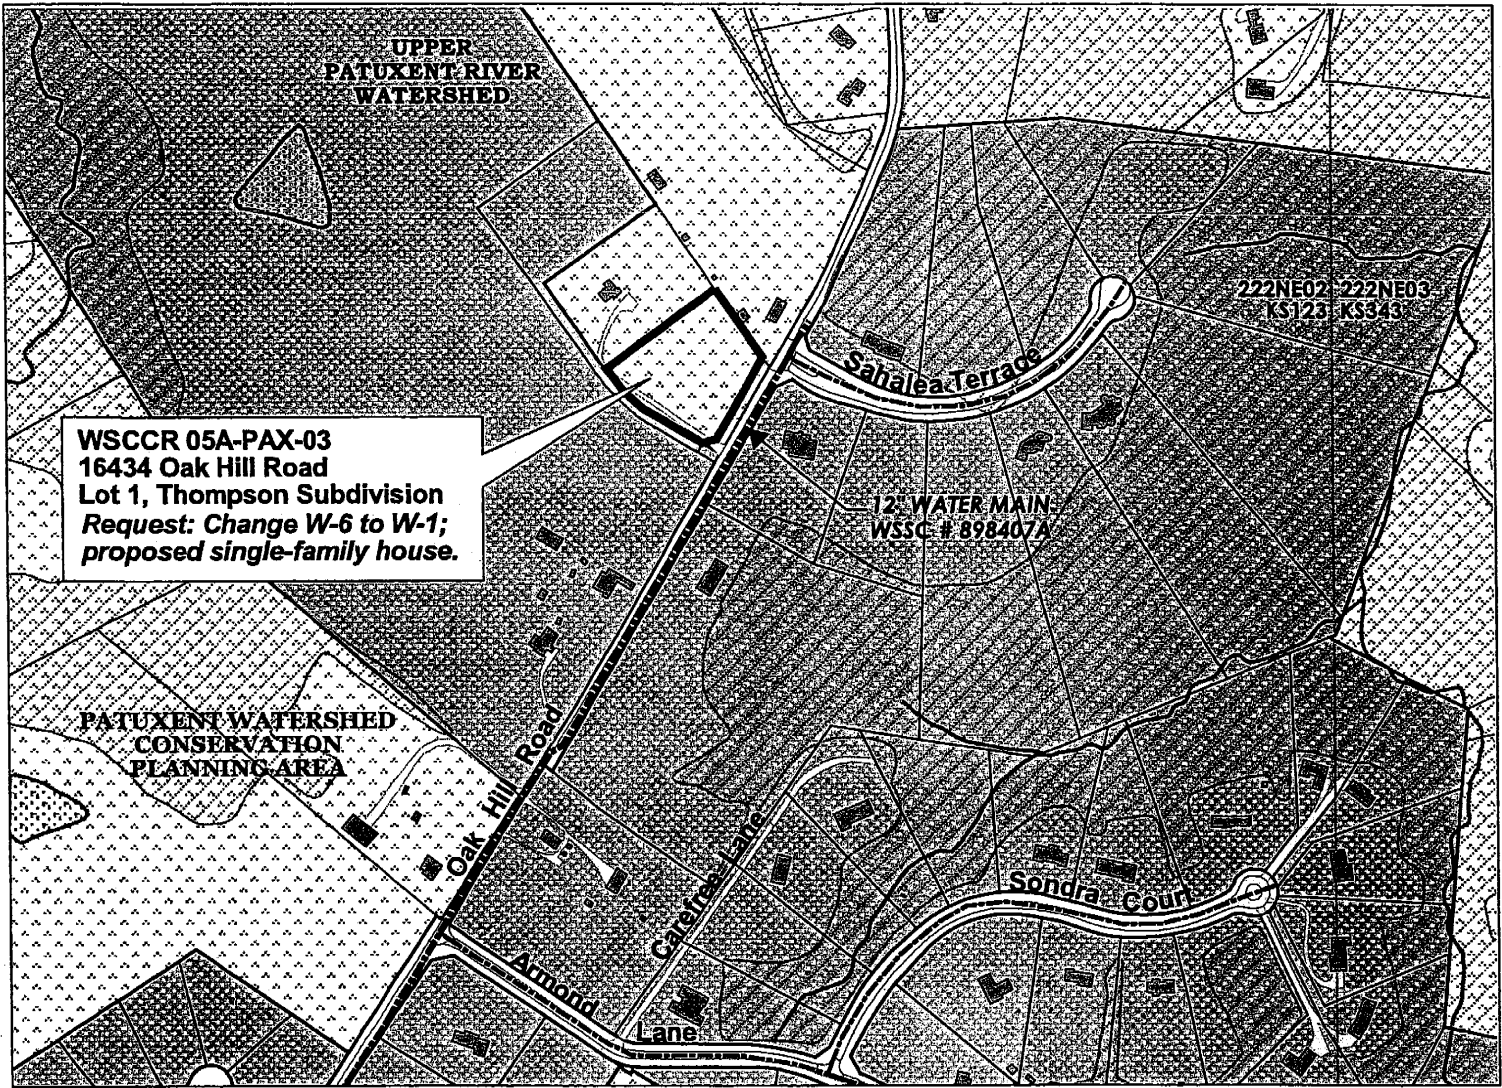 UPPER
PATUXENT RIVER
WATERSHED
222NE02, 222NE03
KS123, KS343
Sahalea Terrace
WSCCR 05A-PAX-03
16434 Oak Hill Road
Lot 1, Thompson Subdivision
Request: Change W-6 to W-1;
proposed single-family house.
12" WATER MAIN
WSSC # 898407A
PATUXENT WATERSHED
CONSERVATION
PLANNING AREA
Oak Hill Road
Carefree Lane
Sondra Court
Armond
Lane